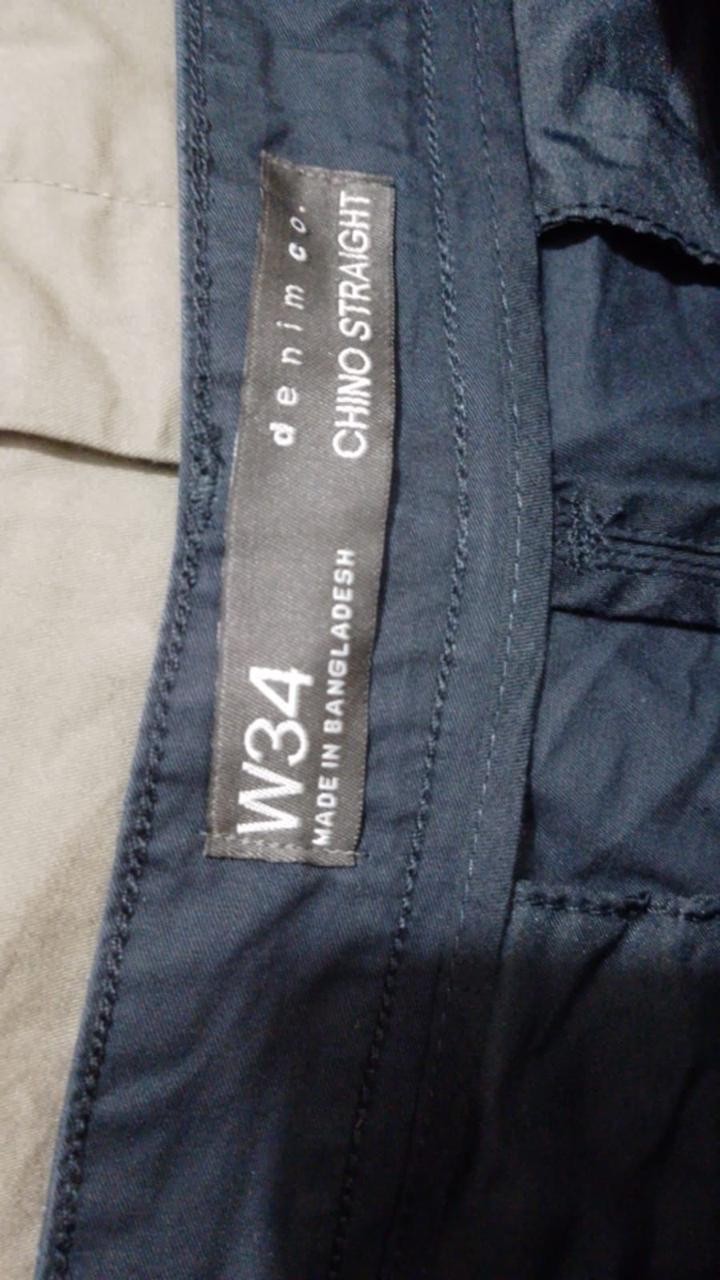 denim co.
CHINO STRAIGHT
W34
MADE IN BANGLADESH